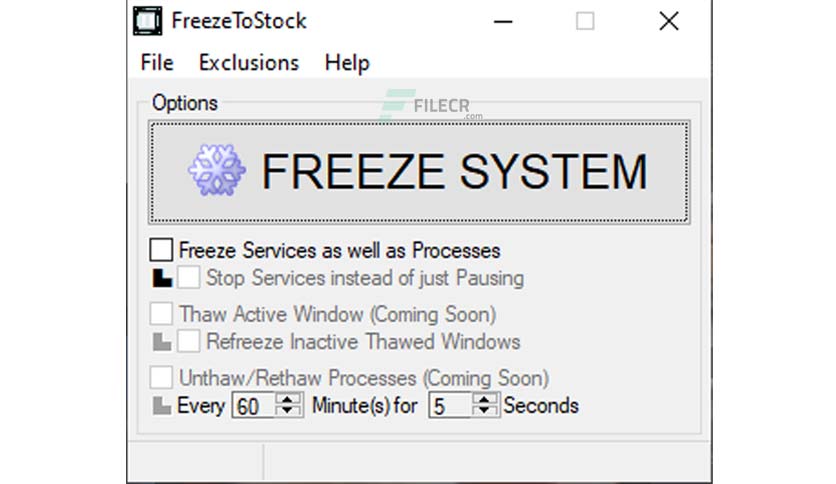 FreezeToStock
File Exclusions Help
Options
FILECR
.com
FREEZE SYSTEM
Freeze Services as well as Processes
Stop Services instead of just Pausing
Thaw Active Window (Coming Soon)
Refreeze Inactive Thawed Windows
Unthaw/Rethaw Processes (Coming Soon)
Every 60 Minute(s) for 5 Seconds